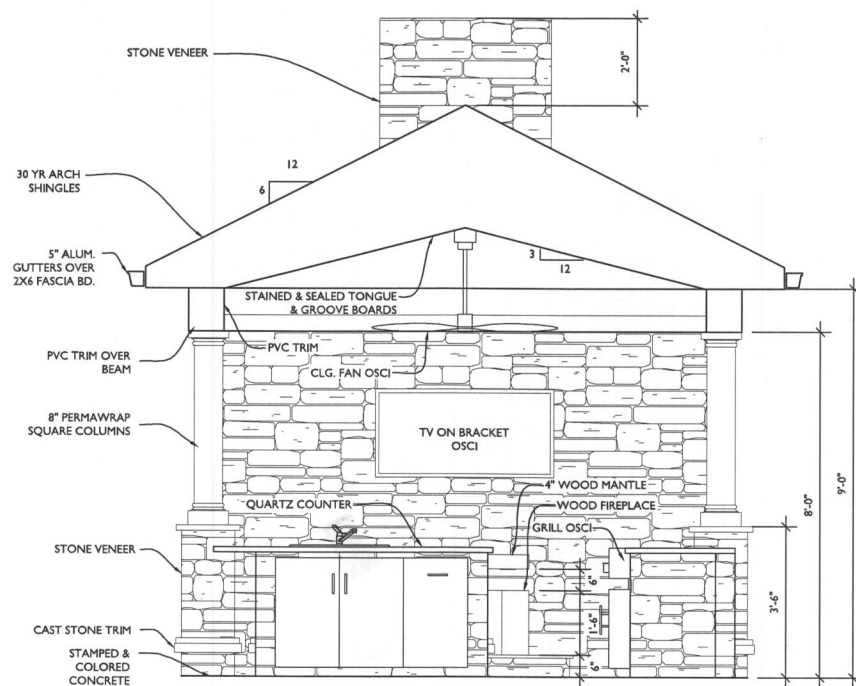 STONE VENEER
2'-0"
12
6
30 YR ARCH
SHINGLES
5" ALUM.
GUTTERS OVER
2X6 FASCIA BD.
3
12
STAINED & SEALED TONGUE
& GROOVE BOARDS
PVC TRIM
PVC TRIM OVER
BEAM
CLG. FAN OSCI
8" PERMAWRAP
SQUARE COLUMNS
TV ON BRACKET
OSCI
4" WOOD MANTLE
QUARTZ COUNTER
WOOD FIREPLACE
GRILL OSCI
STONE VENEER
6"
1'-6"
6"
3'-6"
8'-0"
9'-0"
CAST STONE TRIM
STAMPED &
COLORED
CONCRETE